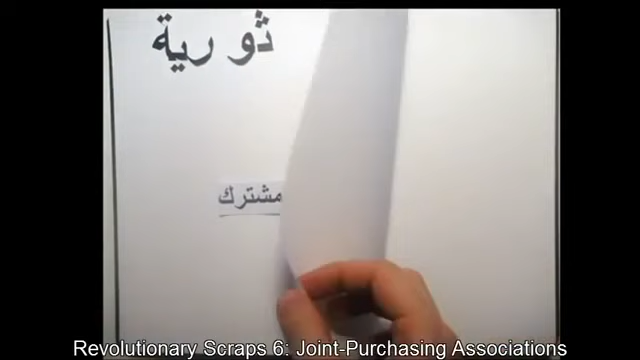 ثورية
مشترك
Revolutionary Scraps 6: Joint-Purchasing Associations